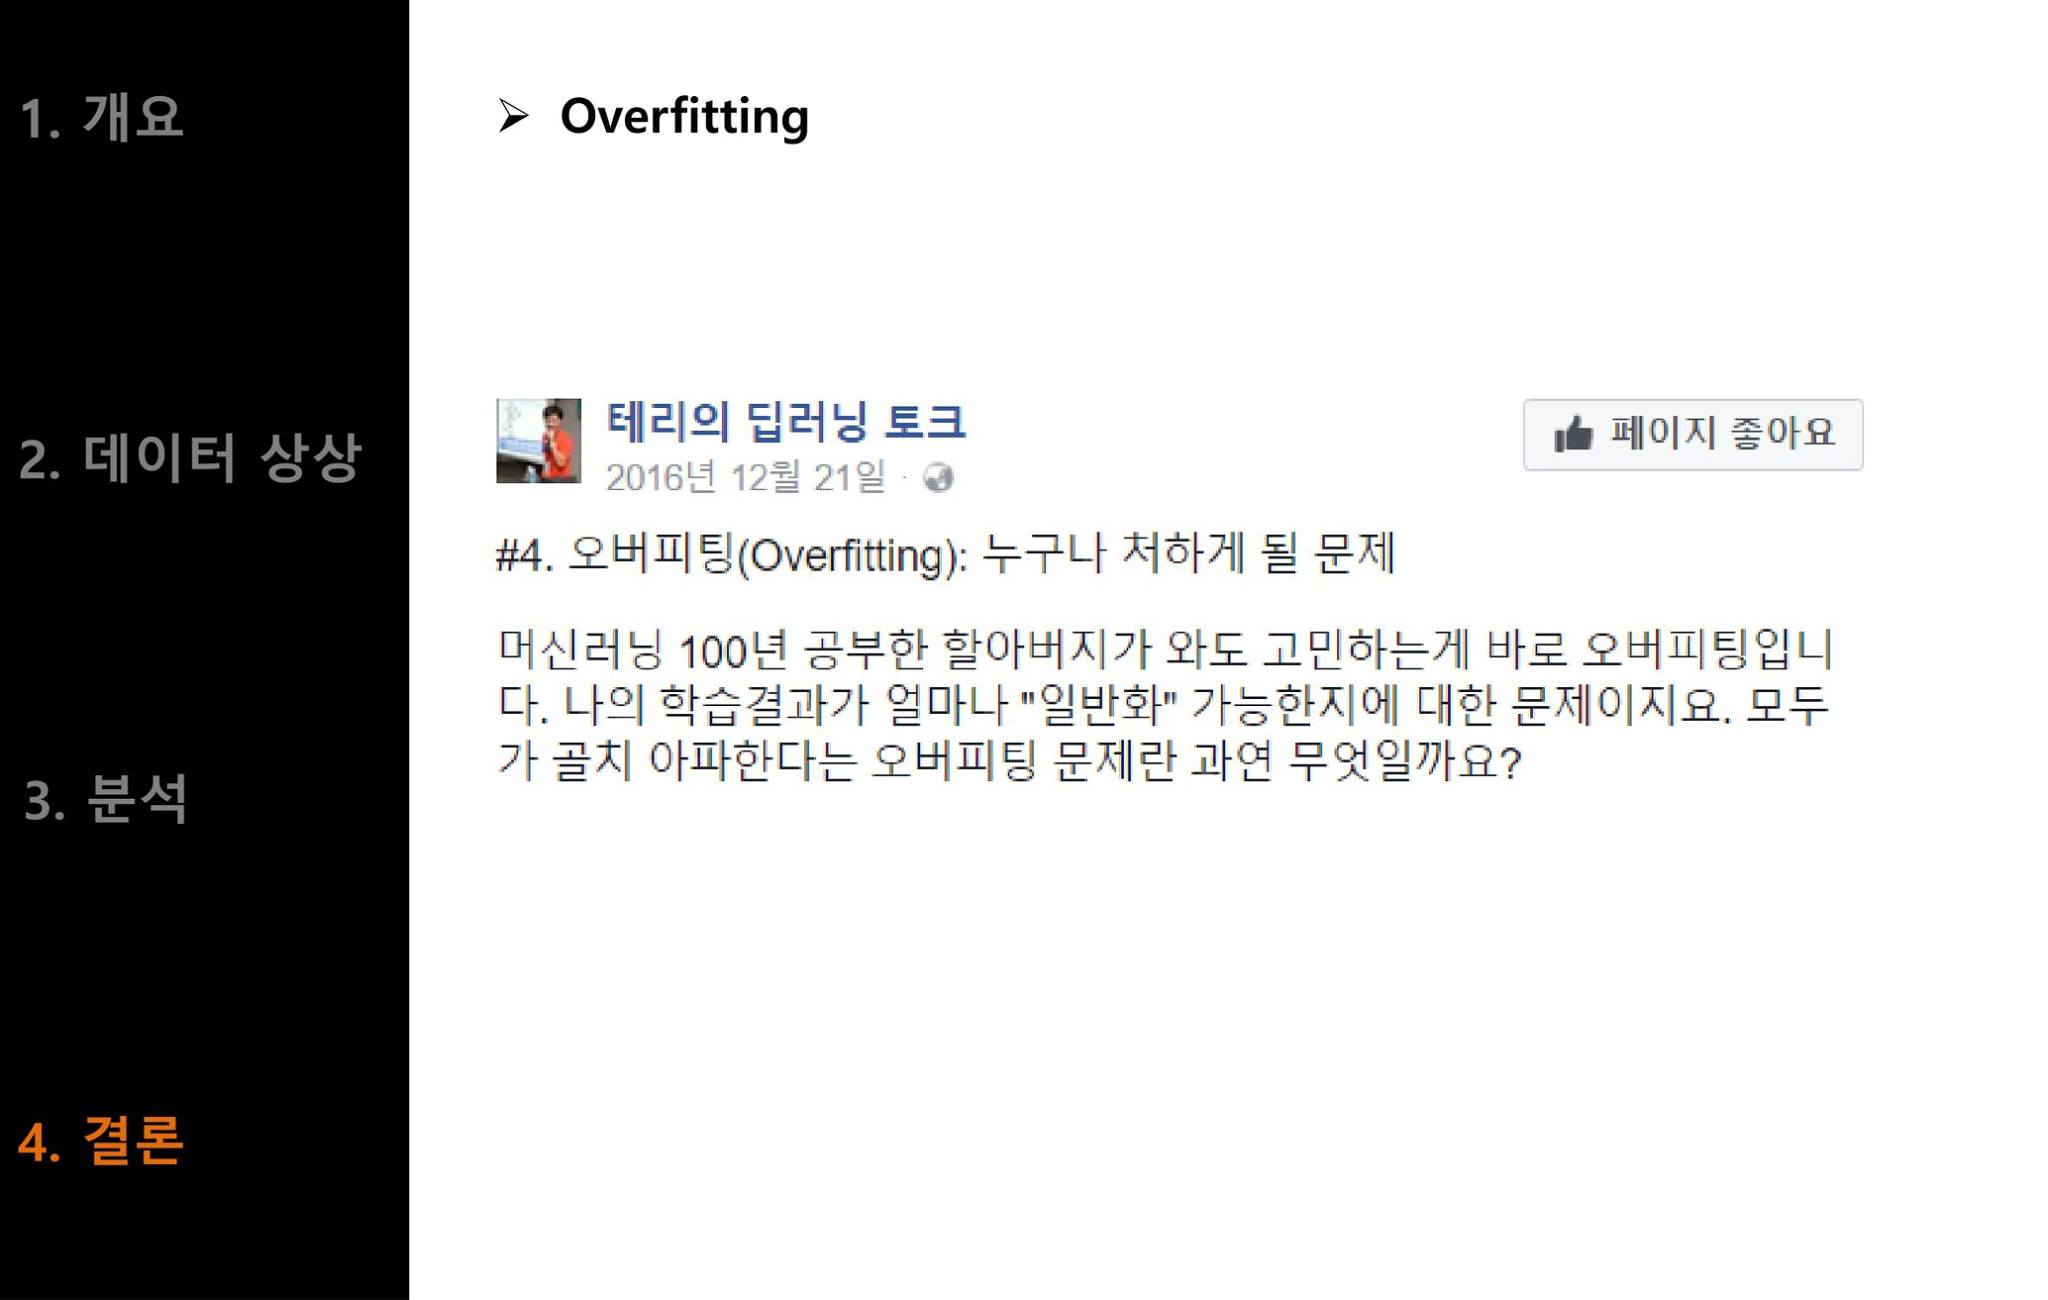 1. 개요
2. 데이터 상상
3. 분석
4. 결론
Overfitting
테리의 딥러닝 토크
2016년 12월 21일 ·
페이지 좋아요
#4. 오버피팅(Overfitting): 누구나 처하게 될 문제
머신러닝 100년 공부한 할아버지가 와도 고민하는게 바로 오버피팅입니
다. 나의 학습결과가 얼마나 "일반화" 가능한지에 대한 문제이지요. 모두
가 골치 아파한다는 오버피팅 문제란 과연 무엇일까요?